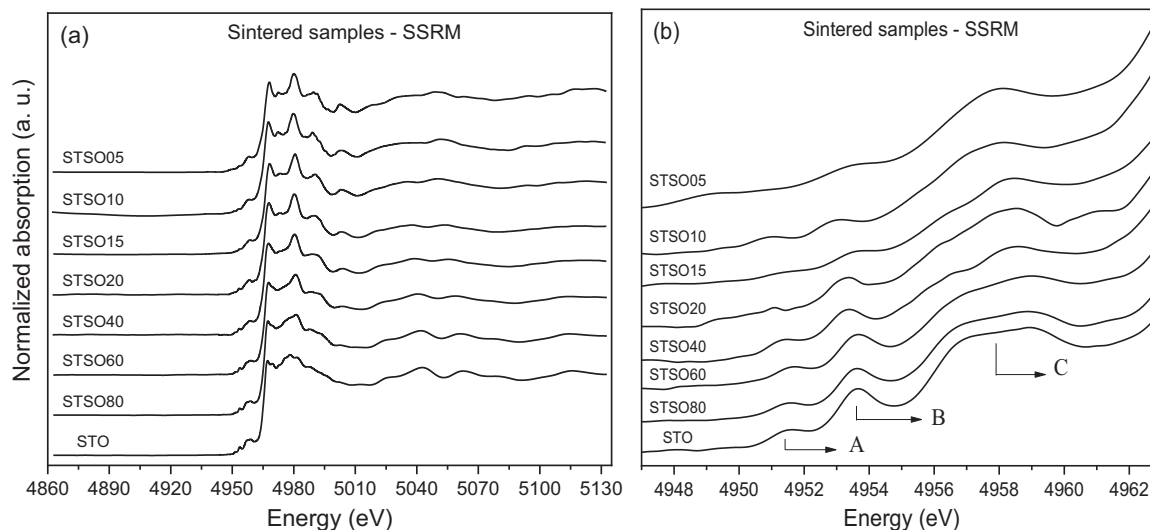 (a)
Sintered samples - SSRM
Normalized absorption (a. u.)
STSO05
STSO10
STSO15
STSO20
STSO40
STSO60
STSO80
STO
4860 4890 4920 4950 4980 5010 5040 5070 5100 5130
Energy (eV)
(b)
Sintered samples - SSRM
STSO05
STSO10
STSO15
STSO20
STSO40
STSO60
STSO80
STO
A
B
C
4948 4950 4952 4954 4956 4958 4960 4962
Energy (eV)